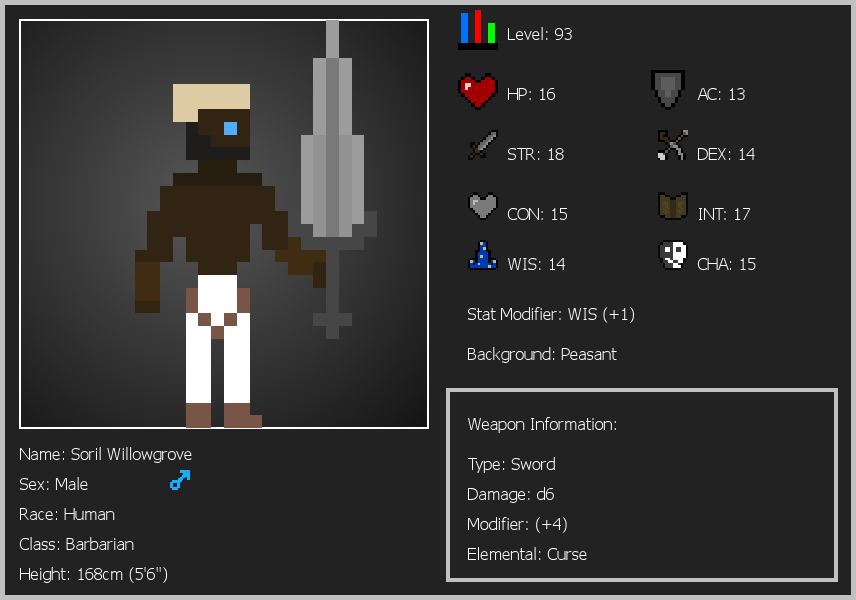 Level: 93
HP: 16
AC: 13
STR: 18
DEX: 14
CON: 15
INT: 17
WIS: 14
CHA: 15
Stat Modifier: WIS (+1)
Background: Peasant
Weapon Information:
Type: Sword
Damage: d6
Modifier: (+4)
Elemental: Curse
Name: Soril Willowgrove
Sex: Male
Race: Human
Class: Barbarian
Height: 168cm (5'6")